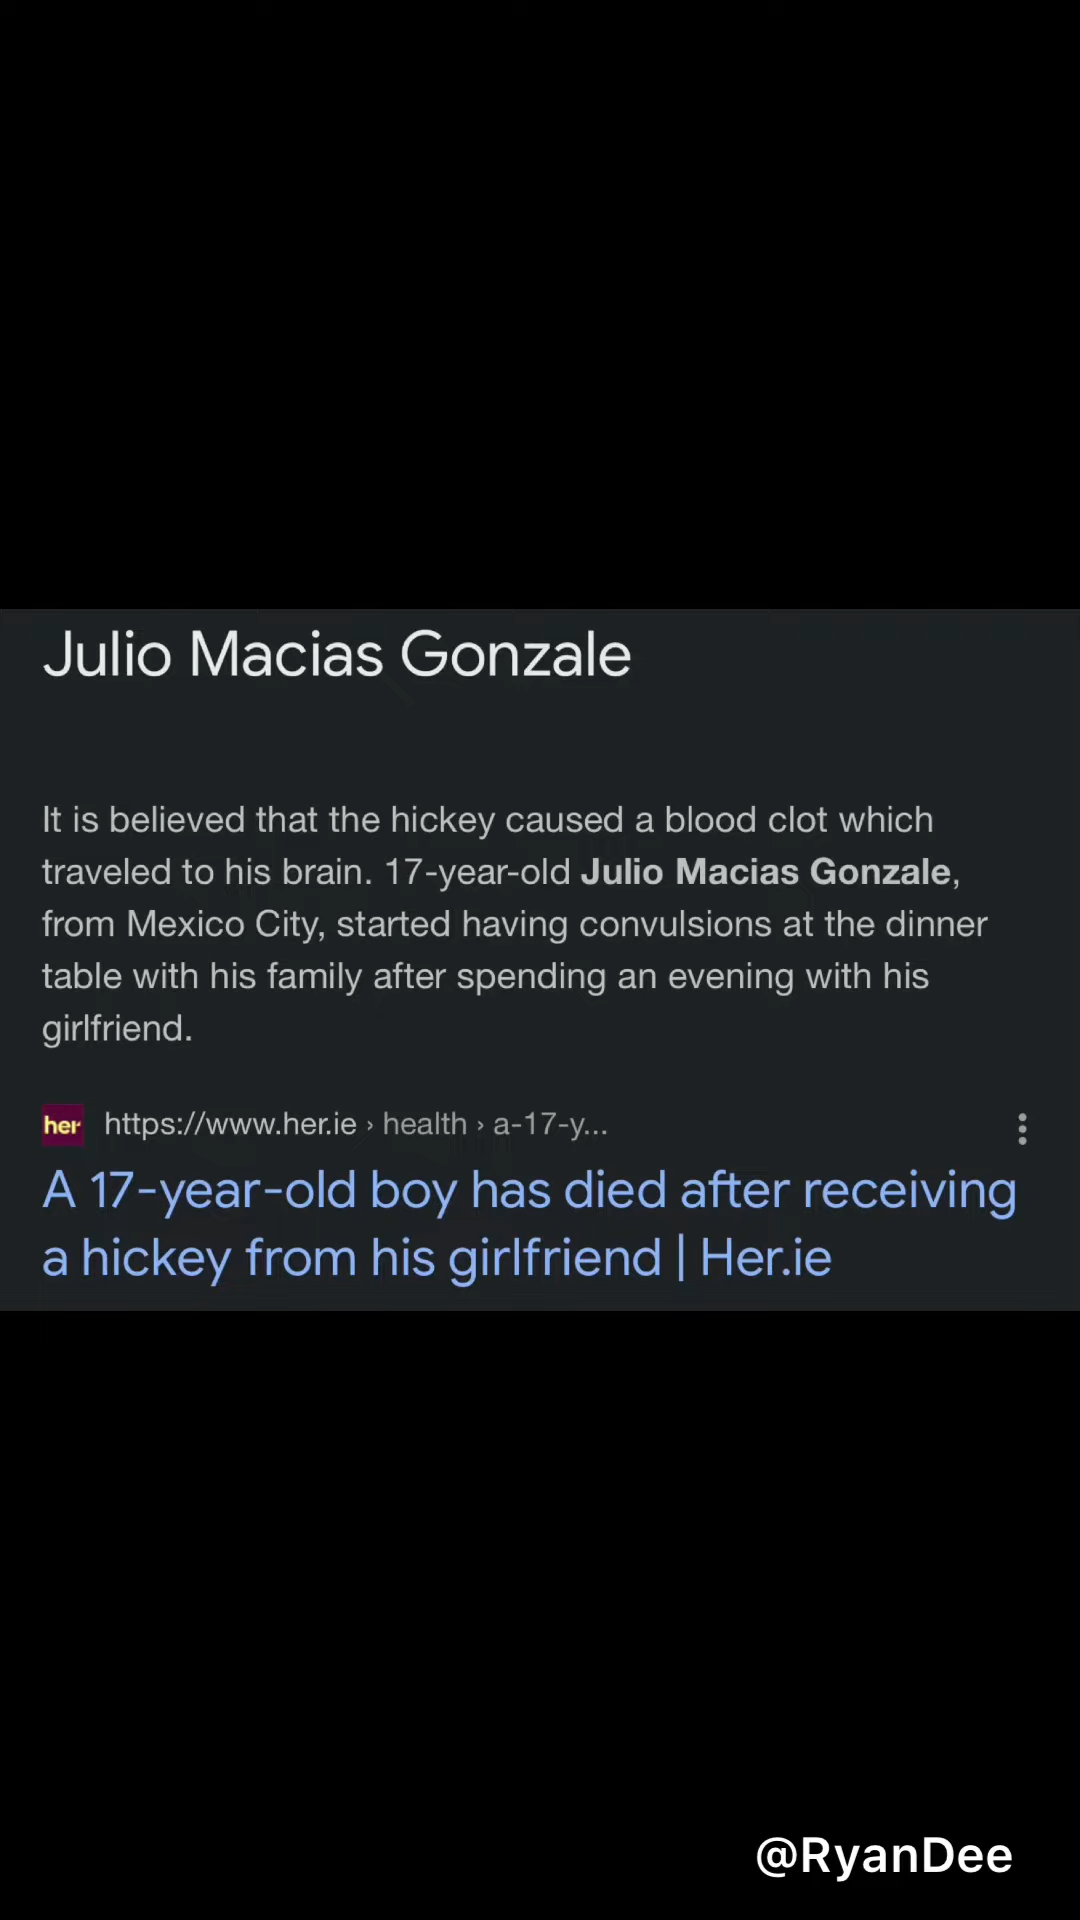 Julio Macias Gonzale
It is believed that the hickey caused a blood clot which
traveled to his brain. 17-year-old Julio Macias Gonzale,
from Mexico City, started having convulsions at the dinner
table with his family after spending an evening with his
girlfriend.
her https://www.her.ie › health › a-17-y...
A 17-year-old boy has died after receiving
a hickey from his girlfriend | Her.ie
@RyanDee